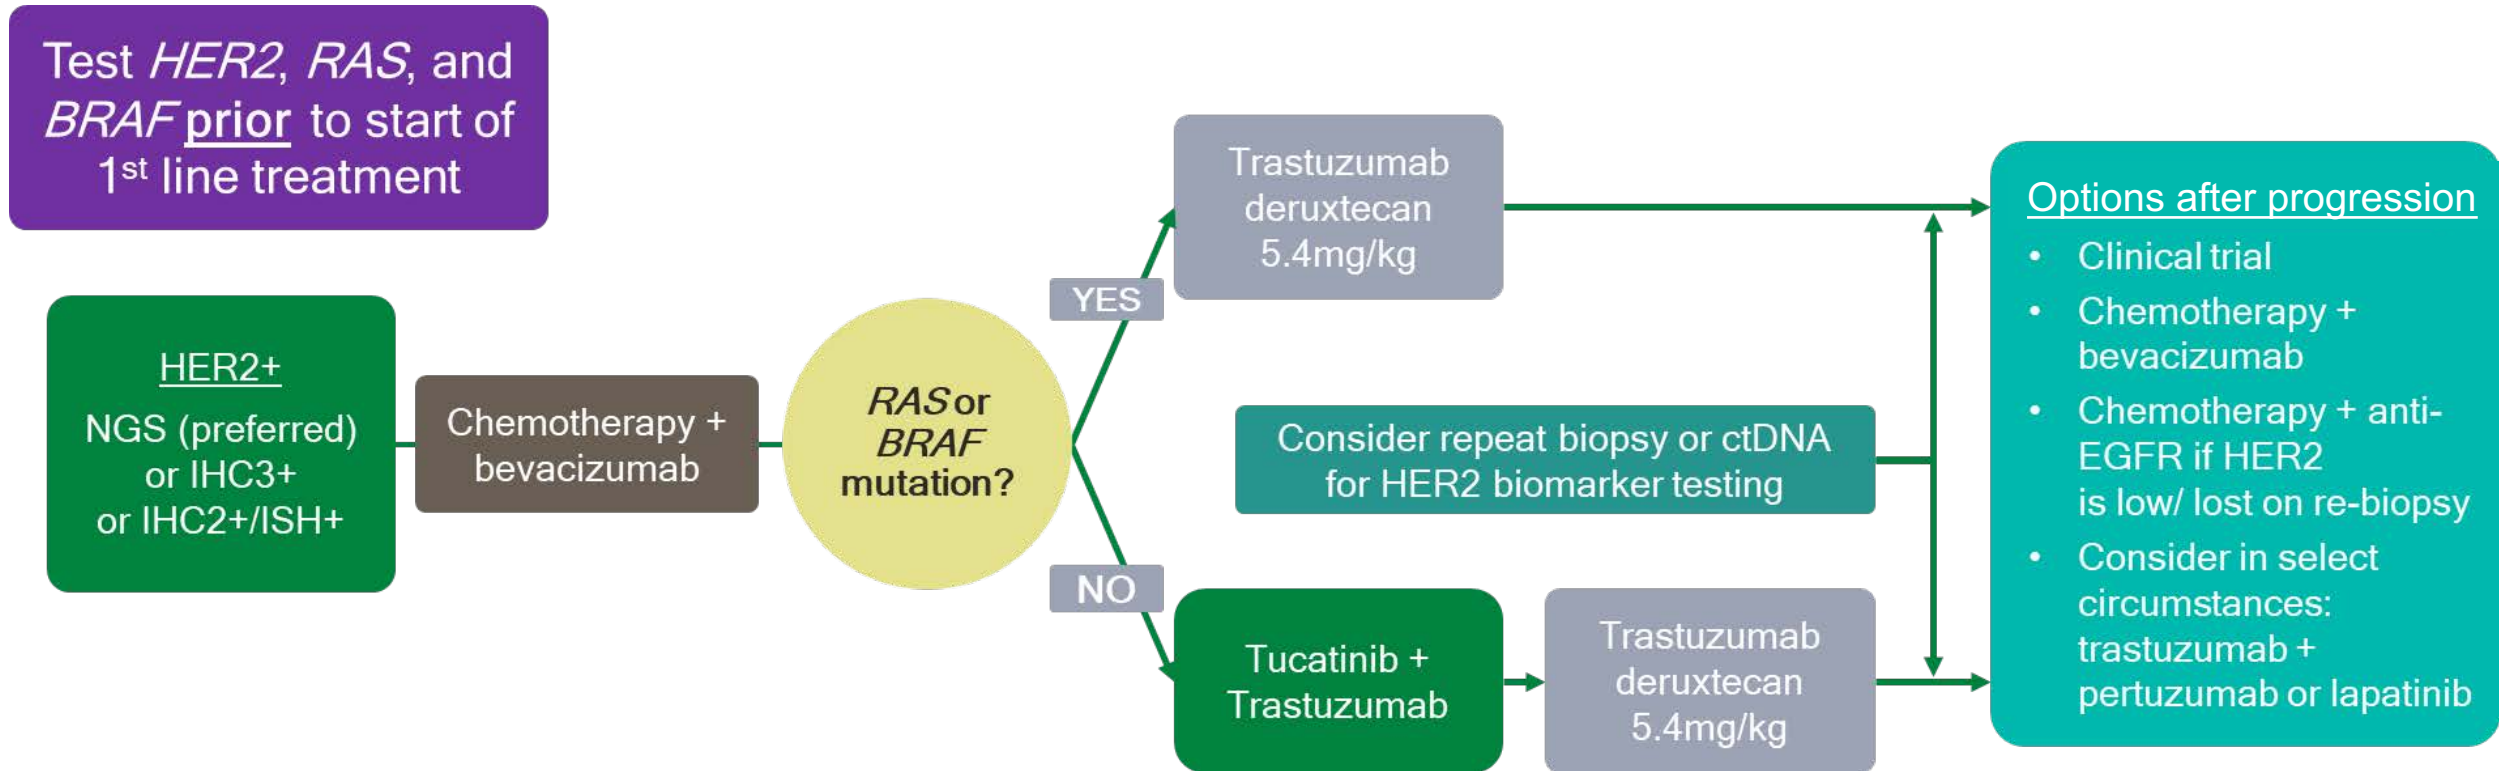 Test HER2, RAS, and
BRAF prior to start of
1st line treatment
HER2+
NGS (preferred)
or IHC3+
or IHC2+/ISH+
Chemotherapy +
bevacizumab
RAS or
BRAF
mutation?
YES
Trastuzumab
deruxtecan
5.4mg/kg
Consider repeat biopsy or ctDNA
for HER2 biomarker testing
NO
Tucatinib +
Trastuzumab
Trastuzumab
deruxtecan
5.4mg/kg
Options after progression
• Clinical trial
• Chemotherapy +
bevacizumab
• Chemotherapy + anti-
EGFR if HER2
is low/ lost on re-biopsy
• Consider in select
circumstances:
trastuzumab +
pertuzumab or lapatinib